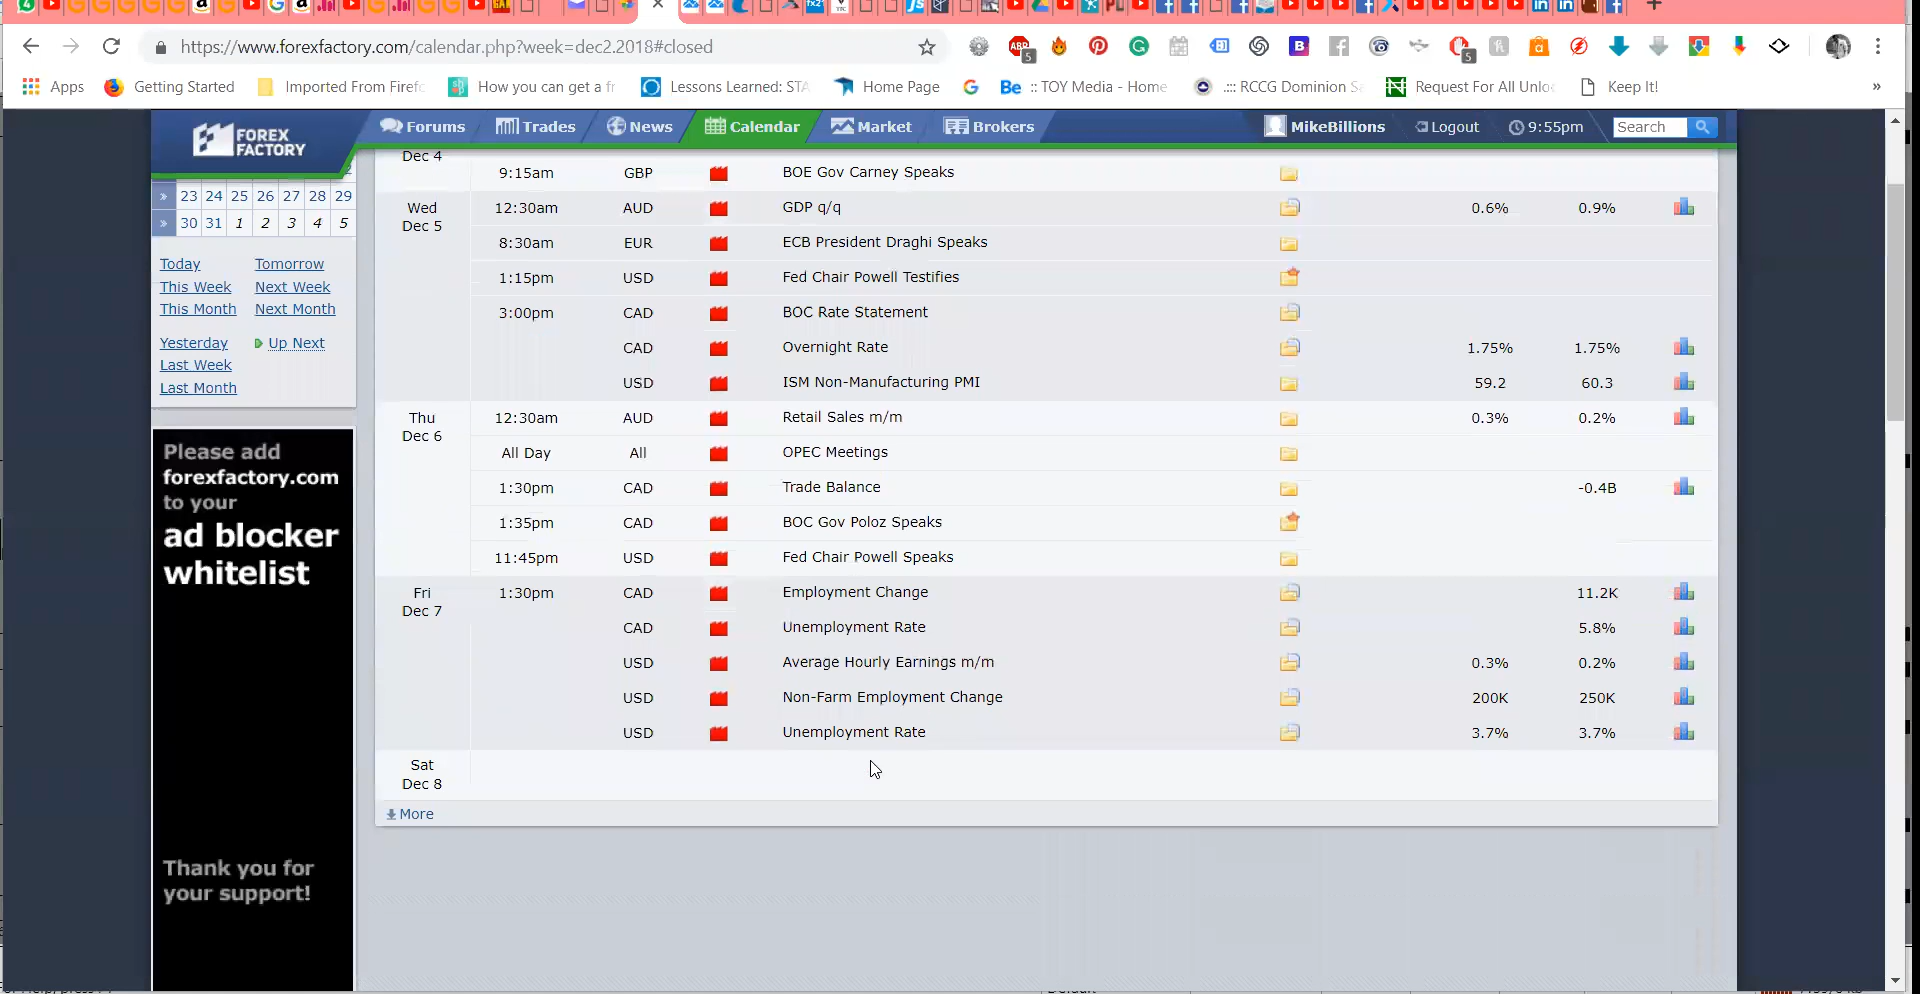 https://www.forexfactory.com/calendar.php?week=dec2.2018#closed
Apps Getting Started Imported From Firefo How you can get a fr Lessons Learned: STA Home Page Be :: TOY Media - Home .::: RCCG Dominion Sa Request For All Unlo Keep It! »
FOREX FACTORY Forums Trades News Calendar Market Brokers MikeBillions Logout 9:55pm Search
» 23 24 25 26 27 28 29
» 30 31 1 2 3 4 5
Today Tomorrow
This Week Next Week
This Month Next Month
Yesterday Up Next
Last Week
Last Month
Please add
forexfactory.com
to your
ad blocker
whitelist
Thank you for
your support!
Dec 4
9:15am GBP BOE Gov Carney Speaks
Wed Dec 5 12:30am AUD GDP q/q 0.6% 0.9%
8:30am EUR ECB President Draghi Speaks
1:15pm USD Fed Chair Powell Testifies
3:00pm CAD BOC Rate Statement
CAD Overnight Rate 1.75% 1.75%
USD ISM Non-Manufacturing PMI 59.2 60.3
Thu Dec 6 12:30am AUD Retail Sales m/m 0.3% 0.2%
All Day All OPEC Meetings
1:30pm CAD Trade Balance -0.4B
1:35pm CAD BOC Gov Poloz Speaks
11:45pm USD Fed Chair Powell Speaks
Fri Dec 7 1:30pm CAD Employment Change 11.2K
CAD Unemployment Rate 5.8%
USD Average Hourly Earnings m/m 0.3% 0.2%
USD Non-Farm Employment Change 200K 250K
USD Unemployment Rate 3.7% 3.7%
Sat Dec 8
More